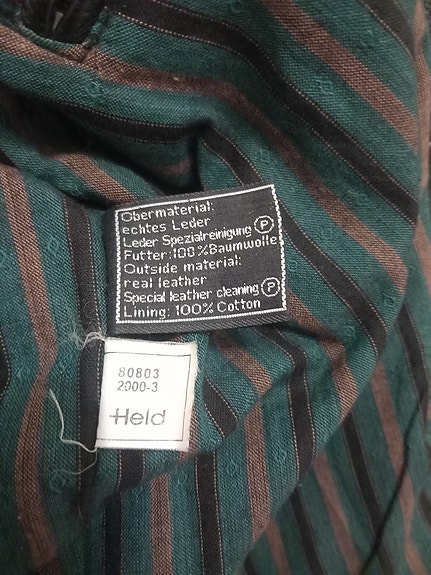 Obermaterial:
echtes Leder
Leder Spezialreinigung Ⓟ
Futter:100%Baumwolle
Outside material:
real leather
Special leather cleaning Ⓟ
Lining: 100% Cotton
80803
2000-3
Held